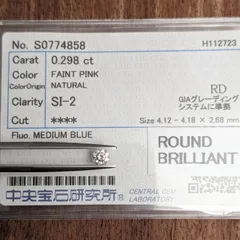 No. S0774858 H112723
Carat 0.298 ct
Color FAINT PINK
ColorOrigin NATURAL RD
Clarity SI-2 GIAグレーディング
システムに準拠
Cut **** Size 4.12 - 4.18 × 2.68 mm
Fluo. MEDIUM BLUE ROUND
BRILLIANT
中央宝石研究所 CENTRAL GEM
LABORATORY